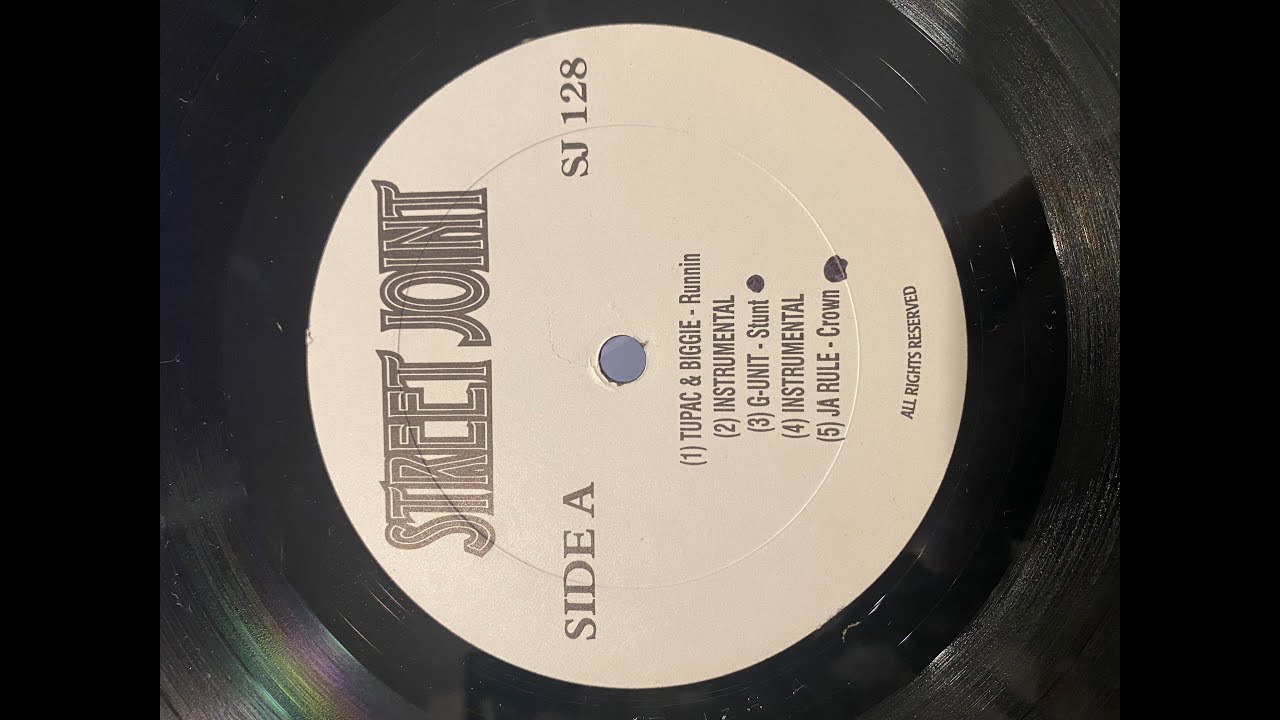 STREET JOINT
SIDE A
SJ 128
(1) TUPAC & BIGGIE - Runnin
(2) INSTRUMENTAL
(3) G-UNIT - Stunt
(4) INSTRUMENTAL
(5) JA RULE - Crown
ALL RIGHTS RESERVED